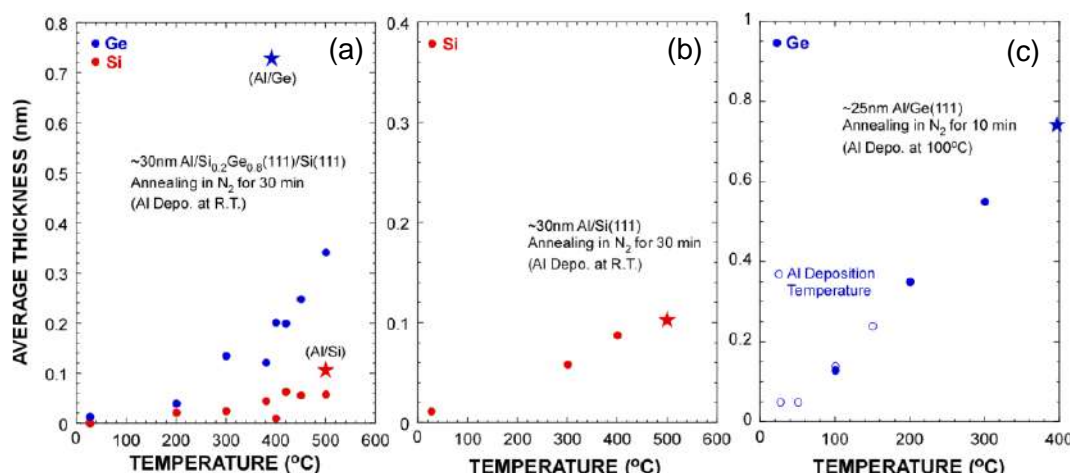 AVERAGE THICKNESS (nm)
(a)
Ge
Si
(Al/Ge)
~30nm Al/Si0.2Ge0.8(111)/Si(111)
Annealing in N2 for 30 min
(Al Depo. at R.T.)
(Al/Si)
0.8
0.7
0.6
0.5
0.4
0.3
0.2
0.1
0
0 100 200 300 400 500 600
TEMPERATURE (°C)
(b)
Si
~30nm Al/Si(111)
Annealing in N2 for 30 min
(Al Depo. at R.T.)
0.4
0.3
0.2
0.1
0
0 100 200 300 400 500 600
TEMPERATURE (°C)
(c)
Ge
~25nm Al/Ge(111)
Annealing in N2 for 10 min
(Al Depo. at 100°C)
Al Deposition
Temperature
1
0.8
0.6
0.4
0.2
0
0 100 200 300 400
TEMPERATURE (°C)